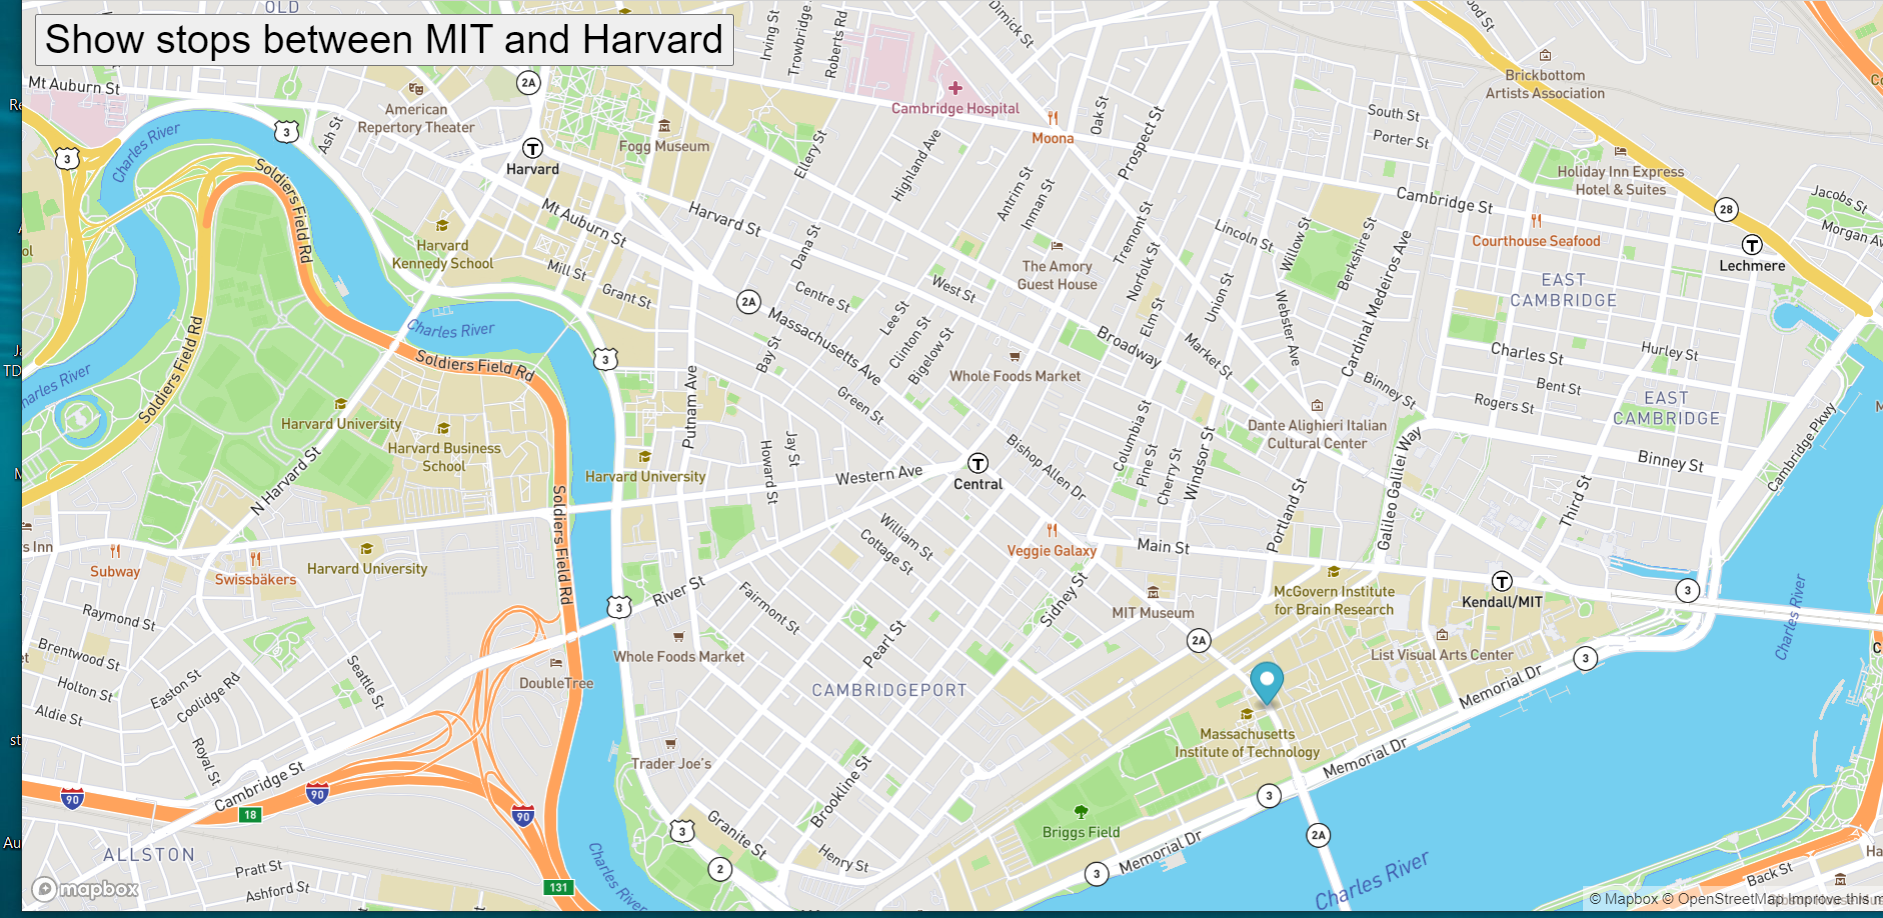 Show stops between MIT and Harvard
OLD
Irving St
Trowbridge
Roberts Rd
Dimick St
Mt Auburn St
2A
American
Repertory Theater
Cambridge Hospital
Moona
Oak St
Prospect St
South St
Porter St
Brickbottom
Artists Association
Charles River
3
3
Ash St
Harvard
Fogg Museum
Ellery St
Highland Ave
Antrim St
Inman St
Holiday Inn Express
Hotel & Suites
Cambridge St
28
Jacobs St
Morgan Av
Soldiers Field Rd
Mt Auburn St
Harvard St
Dana St
Tremont St
Norfolk St
Lincoln St
Willow St
Berkshire St
Cardinal Medeiros Ave
Courthouse Seafood
Lechmere
Harvard
Kennedy School
Mill St
Grant St
Centre St
West St
The Amory
Guest House
EAST
CAMBRIDGE
2A
Massachusetts Ave
Lee St
Clinton St
Bigelow St
Elm St
Union St
Webster Ave
Broadway
Market St
Charles River
Soldiers Field Rd
Soldiers Field Rd
3
Bay St
Whole Foods Market
Charles St
Hurley St
Bent St
Rogers St
Binney St
EAST
CAMBRIDGE
Green St
Putnam Ave
Harvard University
Harvard Business
School
N Harvard St
Harvard University
Howard St
Jay St
Western Ave
Central
Bishop Allen Dr
Columbia St
Pine St
Cherry St
Windsor St
Dante Alighieri Italian
Cultural Center
Galileo Galilei Way
Binney St
Cambridge Pkwy
Third St
Portland St
s Inn
Subway
Swissbäkers
Harvard University
Soldiers Field Rd
William St
Cottage St
Veggie Galaxy
Main St
Raymond St
Brentwood St
Holton St
Aldie St
Easton St
Coolidge Rd
Seattle St
Royal St
3
River St
Fairmont St
Pearl St
Sidney St
MIT Museum
McGovern Institute
for Brain Research
Kendall/MIT
3
Charles River
2A
List Visual Arts Center
3
Memorial Dr
Whole Foods Market
DoubleTree
CAMBRIDGEPORT
Massachusetts
Institute of Technology
Memorial Dr
Trader Joe's
Brookline St
Cambridge St
90
18
90
90
3
Granite St
Henry St
2
Briggs Field
3
Memorial Dr
3
2A
ALLSTON
Pratt St
Ashford St
131
Charles River
Charles River
Back St
mapbox
© Mapbox © OpenStreetMap Improve this m